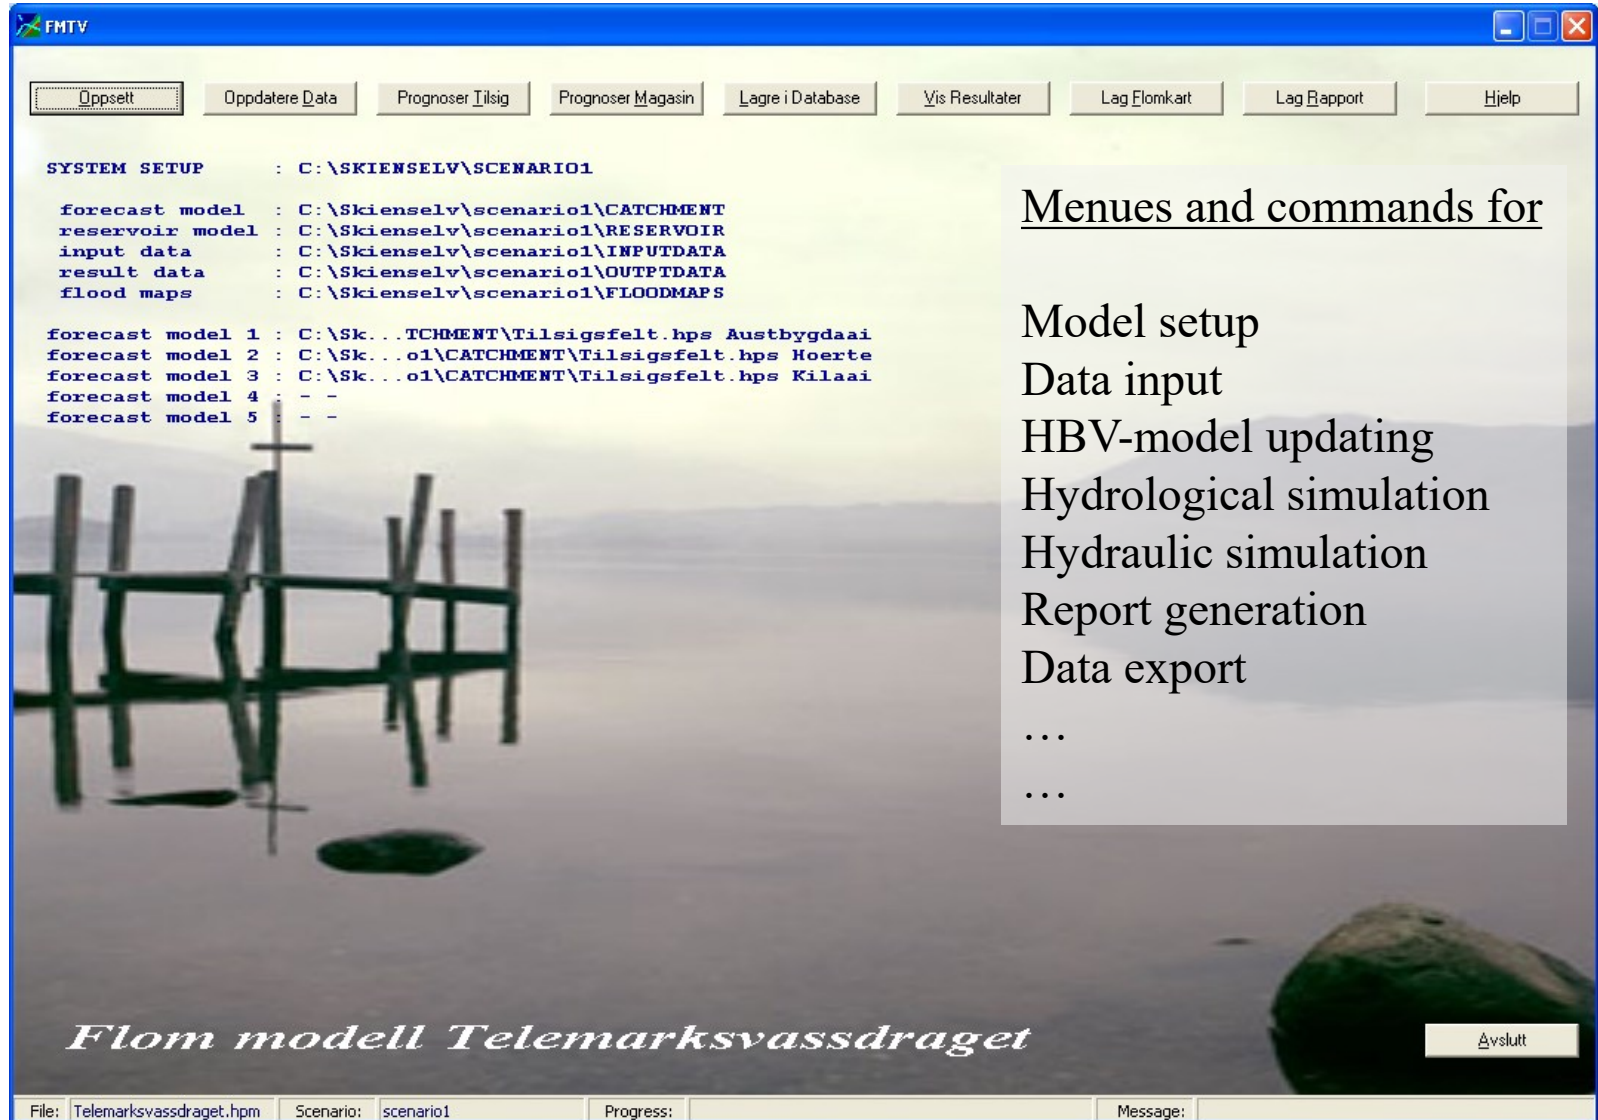 FMTV
Oppsett Oppdatere Data Prognoser Tilsig Prognoser Magasin Lagre i Database Vis Resultater Lag Flomkart Lag Rapport Hjelp
SYSTEM SETUP : C:\SKIENSELV\SCENARIO1
forecast model : C:\Skienselv\scenario1\CATCHMENT
reservoir model : C:\Skienselv\scenario1\RESERVOIR
input data : C:\Skienselv\scenario1\INPUTDATA
result data : C:\Skienselv\scenario1\OUTPTDATA
flood maps : C:\Skienselv\scenario1\FLOODMAPS
forecast model 1 : C:\Sk...TCHMENT\Tilsigsfelt.hps Austbygdaai
forecast model 2 : C:\Sk...o1\CATCHMENT\Tilsigsfelt.hps Hoerte
forecast model 3 : C:\Sk...o1\CATCHMENT\Tilsigsfelt.hps Kilaai
forecast model 4 : - -
forecast model 5 : - -
Menues and commands for
Model setup
Data input
HBV-model updating
Hydrological simulation
Hydraulic simulation
Report generation
Data export
…
…
Flom modell Telemarksvassdraget
Avslutt
File: Telemarksvassdraget.hpm Scenario: scenario1 Progress: Message: